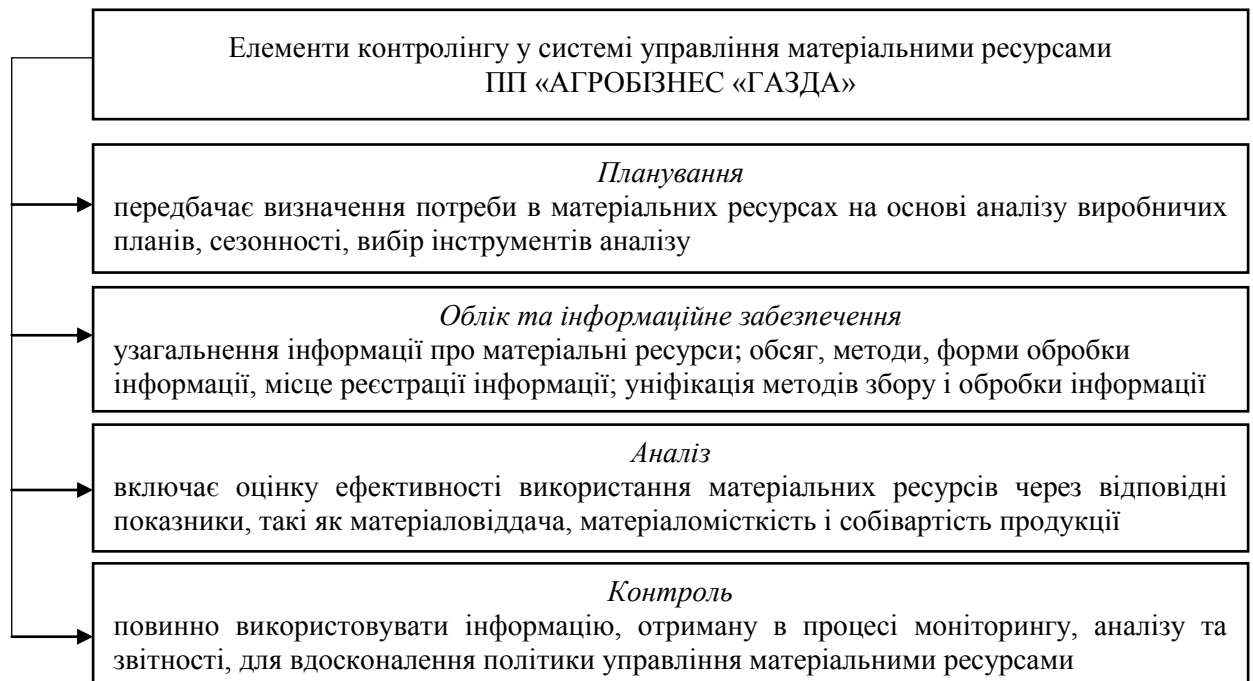 Елементи контролінгу у системі управління матеріальними ресурсами
ПП «АГРОБІЗНЕС «ГАЗДА»
Планування
передбачає визначення потреби в матеріальних ресурсах на основі аналізу виробничих
планів, сезонності, вибір інструментів аналізу
Облік та інформаційне забезпечення
узагальнення інформації про матеріальні ресурси; обсяг, методи, форми обробки
інформації, місце реєстрації інформації; уніфікація методів збору і обробки інформації
Аналіз
включає оцінку ефективності використання матеріальних ресурсів через відповідні
показники, такі як матеріаловіддача, матеріаломісткість і собівартість продукції
Контроль
повинно використовувати інформацію, отриману в процесі моніторингу, аналізу та
звітності, для вдосконалення політики управління матеріальними ресурсами